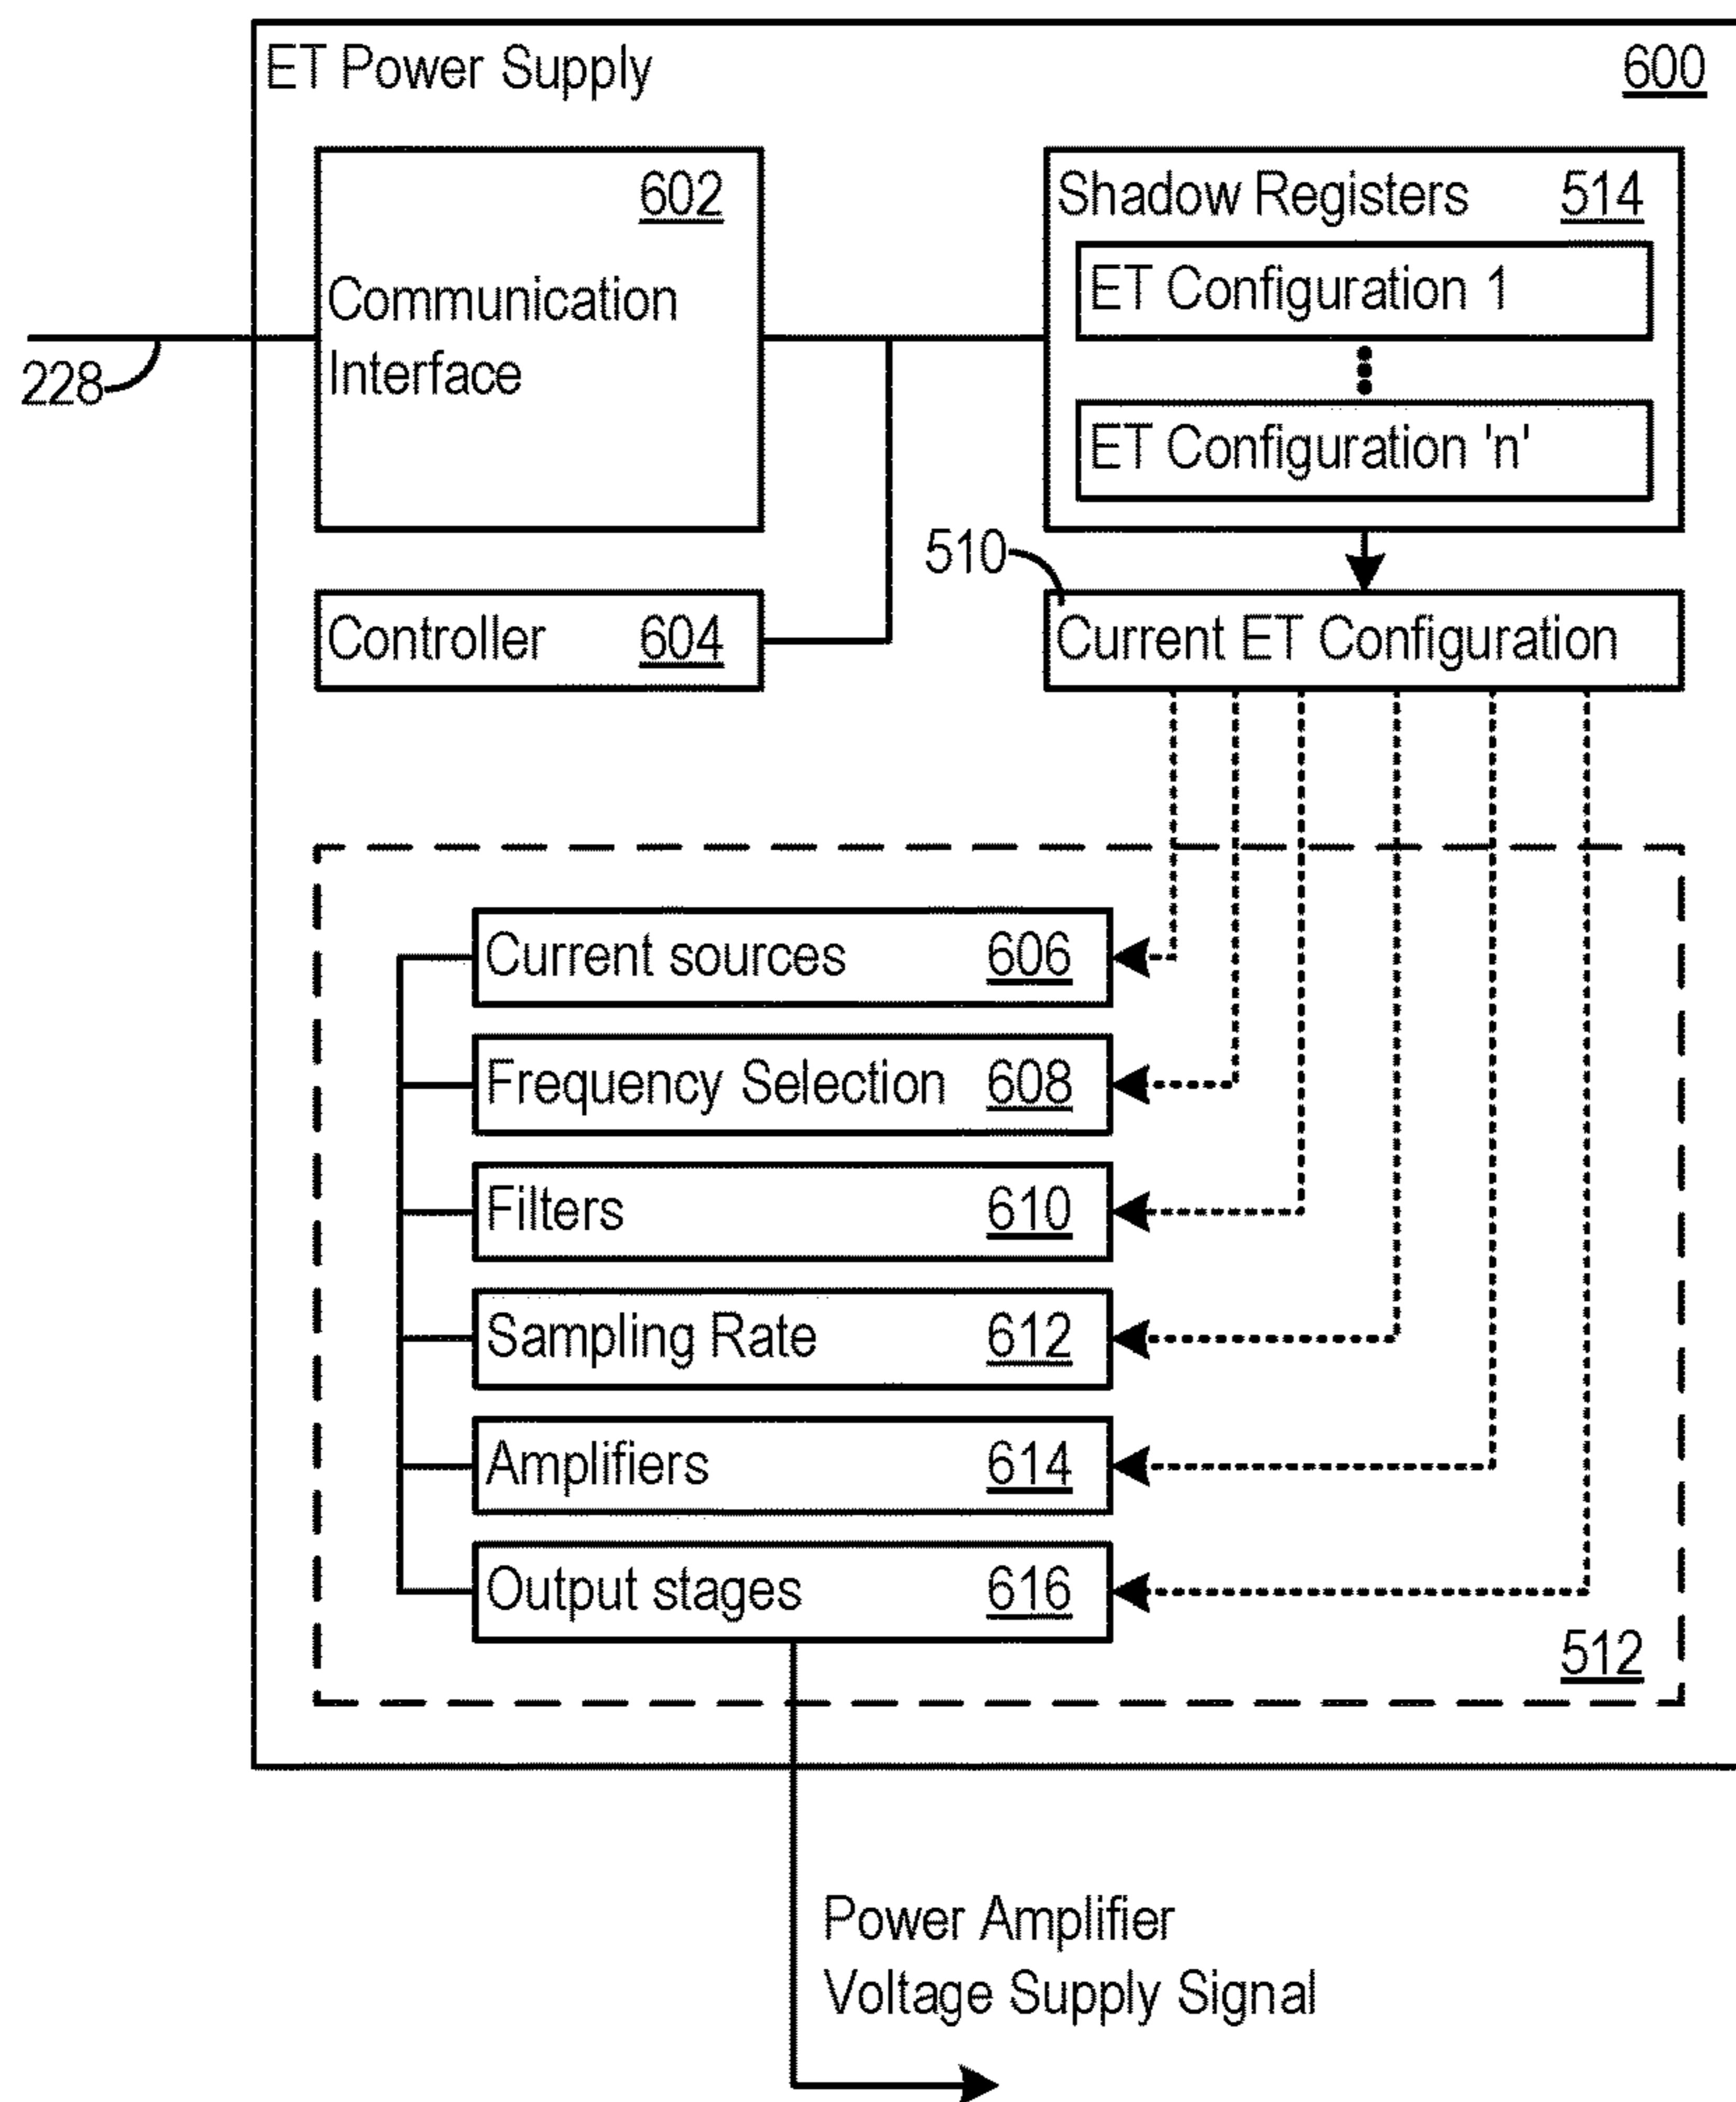 ET Power Supply 600
602
Communication
Interface
228
Shadow Registers 514
ET Configuration 1
ET Configuration 'n'
510
Controller 604
Current ET Configuration
Current sources 606
Frequency Selection 608
Filters 610
Sampling Rate 612
Amplifiers 614
Output stages 616
512
Power Amplifier
Voltage Supply Signal